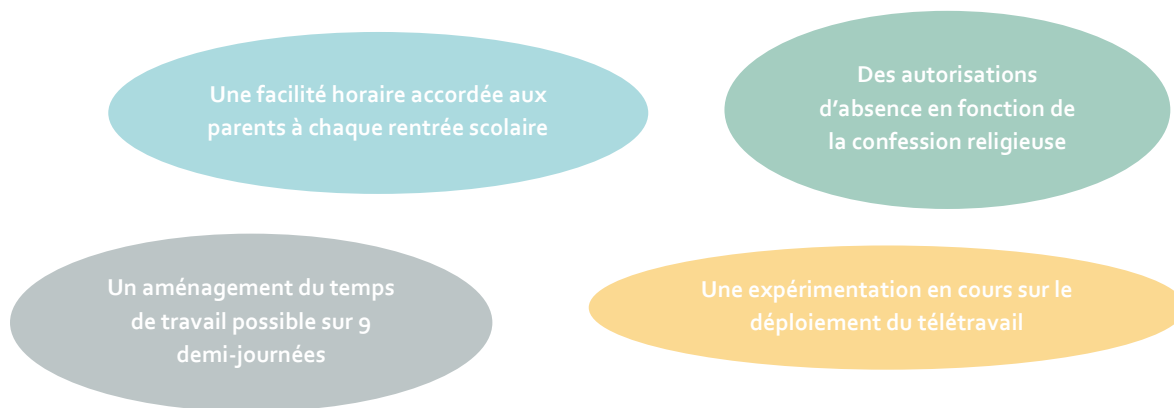 Une facilité horaire accordée aux
parents à chaque rentrée scolaire
Des autorisations
d’absence en fonction de
la confession religieuse
Un aménagement du temps
de travail possible sur 9
demi-journées
Une expérimentation en cours sur le
déploiement du télétravail